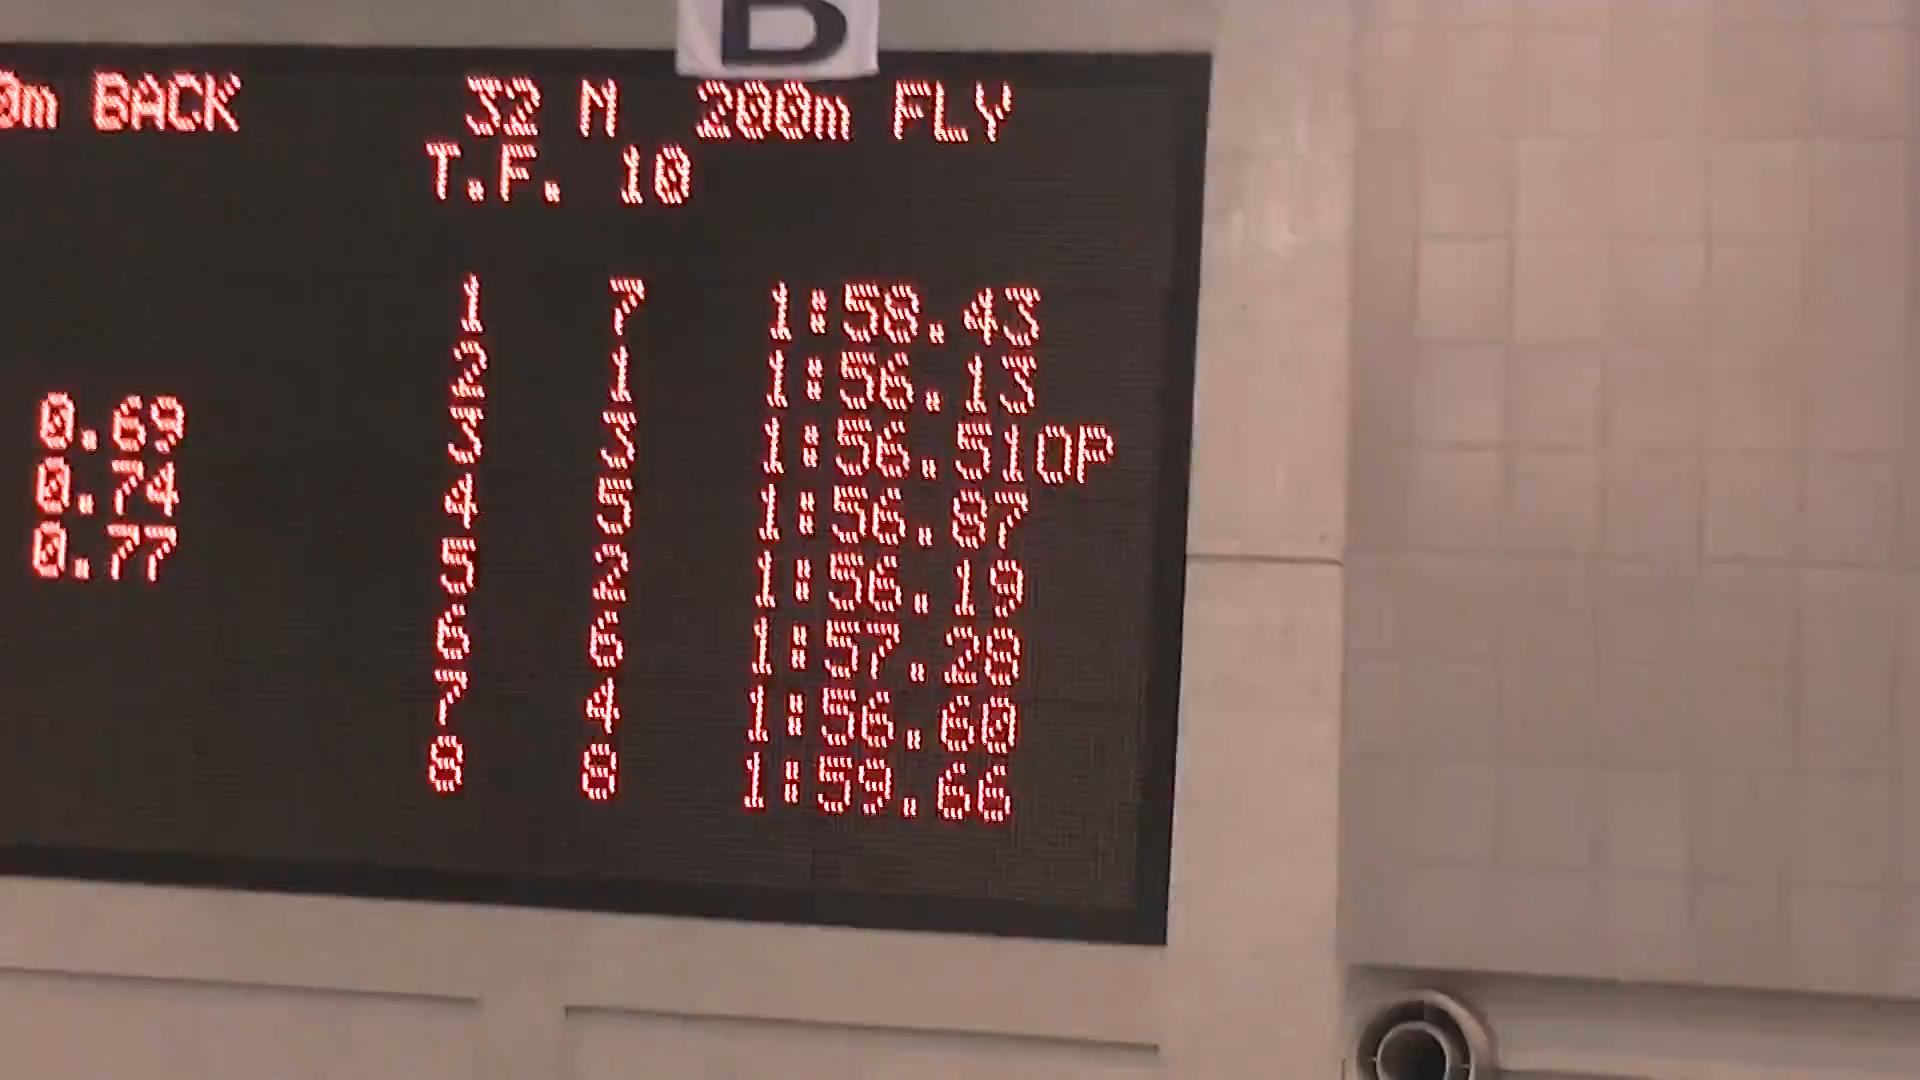 B
0m BACK 32 M 200m FLY
T.F. 10
1 7 1:58.43
2 1 1:56.13
0.69 3 3 1:56.51OP
0.74 4 5 1:56.87
0.77 5 2 1:56.19
6 6 1:57.28
7 4 1:56.60
8 8 1:59.66